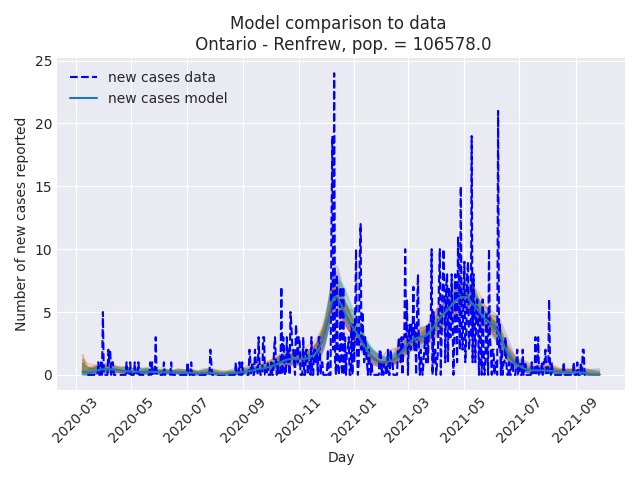 Model comparison to data
Ontario - Renfrew, pop. = 106578.0
new cases data
new cases model
Number of new cases reported
25
20
15
10
5
0
2020-03
2020-05
2020-07
2020-09
2020-11
2021-01
2021-03
2021-05
2021-07
2021-09
Day